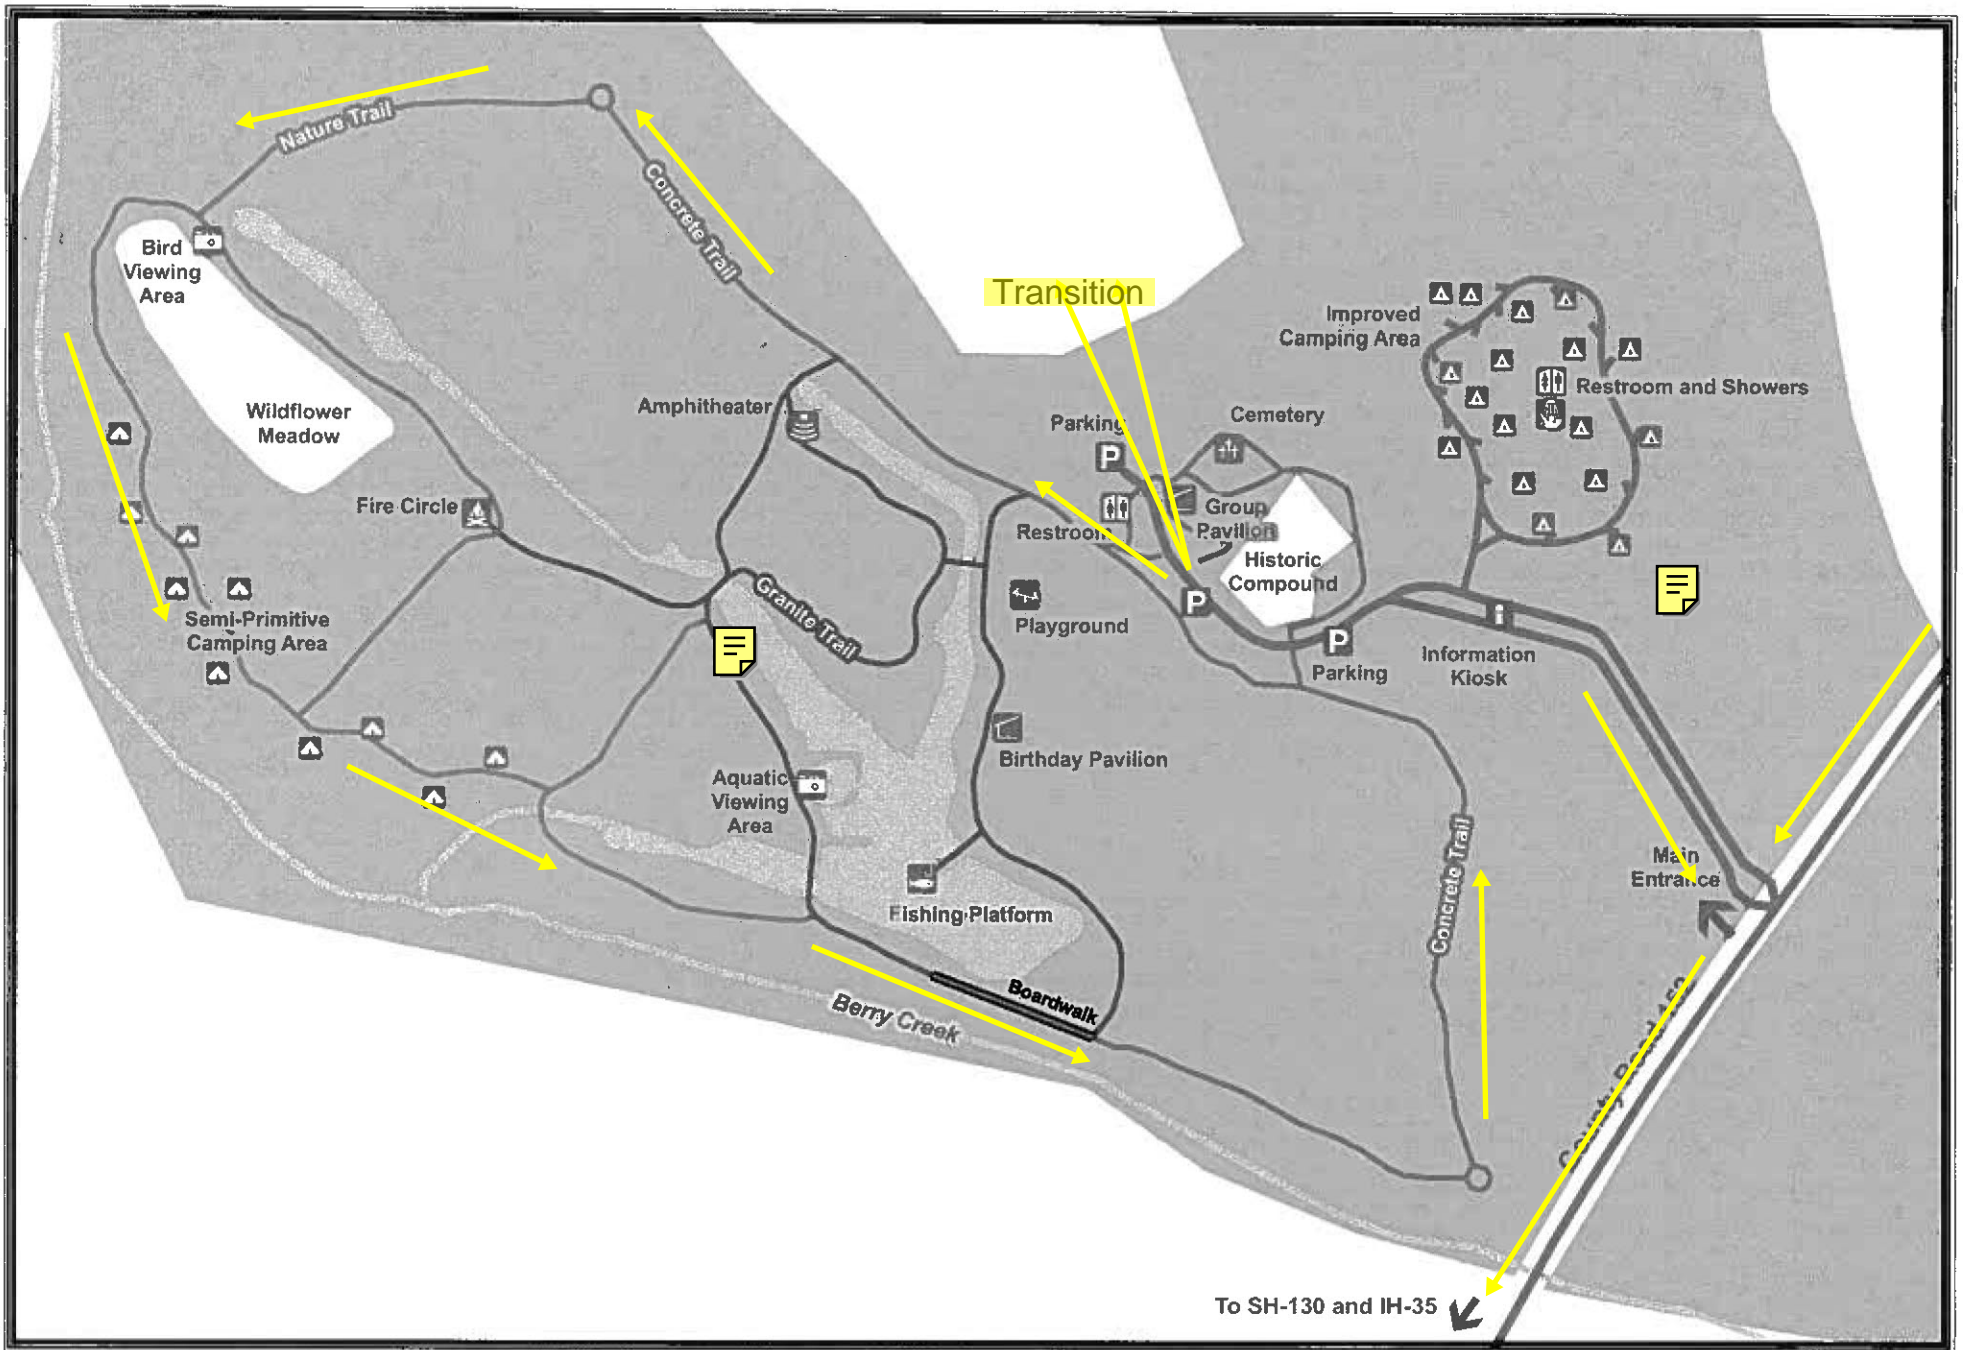 Nature Trail
Concrete Trail
Bird
Viewing
Area
Wildflower
Meadow
Transition
Improved
Camping Area
Restroom and Showers
Amphitheater
Parking
Cemetery
Fire Circle
Restroom
Group
Pavilion
Historic
Compound
Granite Trail
Playground
Semi-Primitive
Camping Area
Parking
Information
Kiosk
Birthday Pavilion
Aquatic
Viewing
Area
Main
Entrance
Concrete Trail
Fishing Platform
Boardwalk
Berry Creek
County Road
To SH-130 and IH-35
P
P
P
i